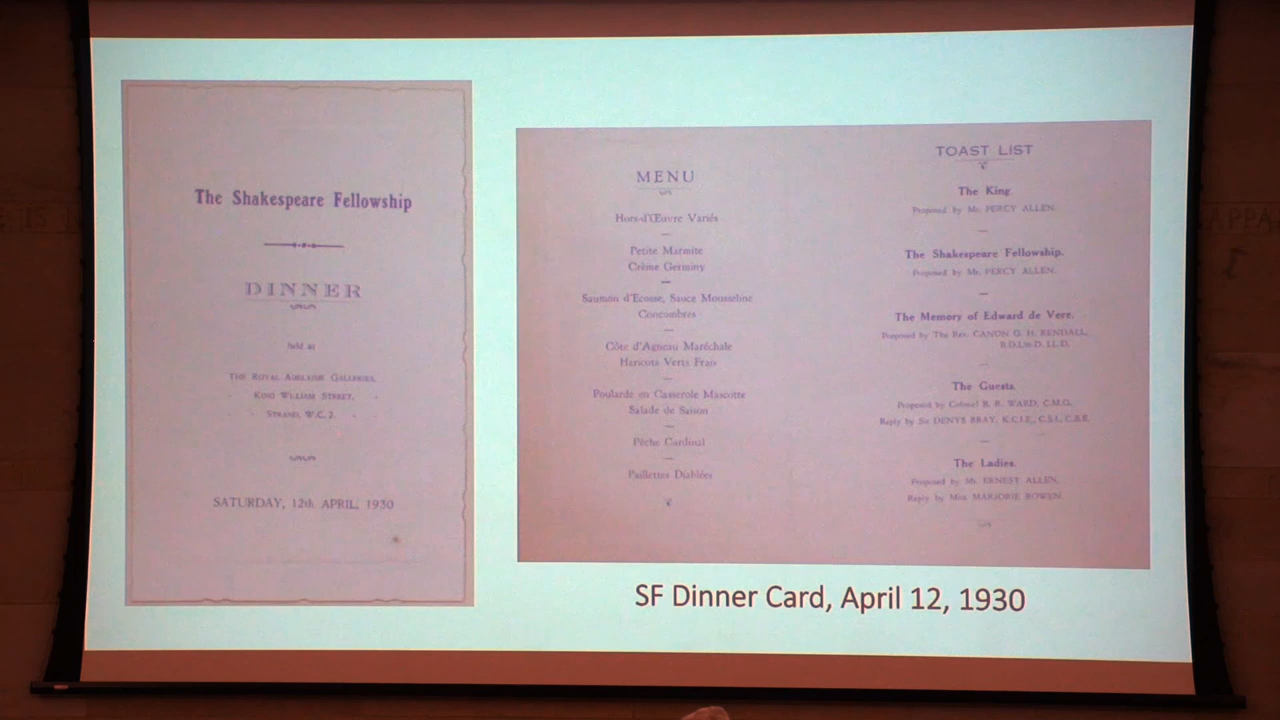 The Shakespeare Fellowship
DINNER
held at
THE ROYAL ADELAIDE GALLERIES,
KING WILLIAM STREET,
STRAND, W.C.2.
SATURDAY, 12th APRIL, 1930
MENU
Hors-d'Œuvre Variés
Petite Marmite
Crème Germiny
Saumon d'Ecosse, Sauce Mousseline
Concombres
Côte d'Agneau Maréchale
Haricots Verts Frais
Poularde en Casserole Mascotte
Salade de Saison
Pêche Cardinal
Paillettes Diablées
TOAST LIST
The King.
Proposed by Mr. PERCY ALLEN.
The Shakespeare Fellowship.
Proposed by Mr. PERCY ALLEN.
The Memory of Edward de Vere.
Proposed by The Rev. CANON G. H. RENDALL,
B.D. Litt.D. LL.D.
The Guests.
Proposed by Colonel B. R. WARD, C.M.G.
Reply by Sir DENYS BRAY, K.C.I.E., C.S.I., C.B.E.
The Ladies.
Proposed by Mr. ERNEST ALLEN.
Reply by Miss MARJORIE BOWEN.
SF Dinner Card, April 12, 1930